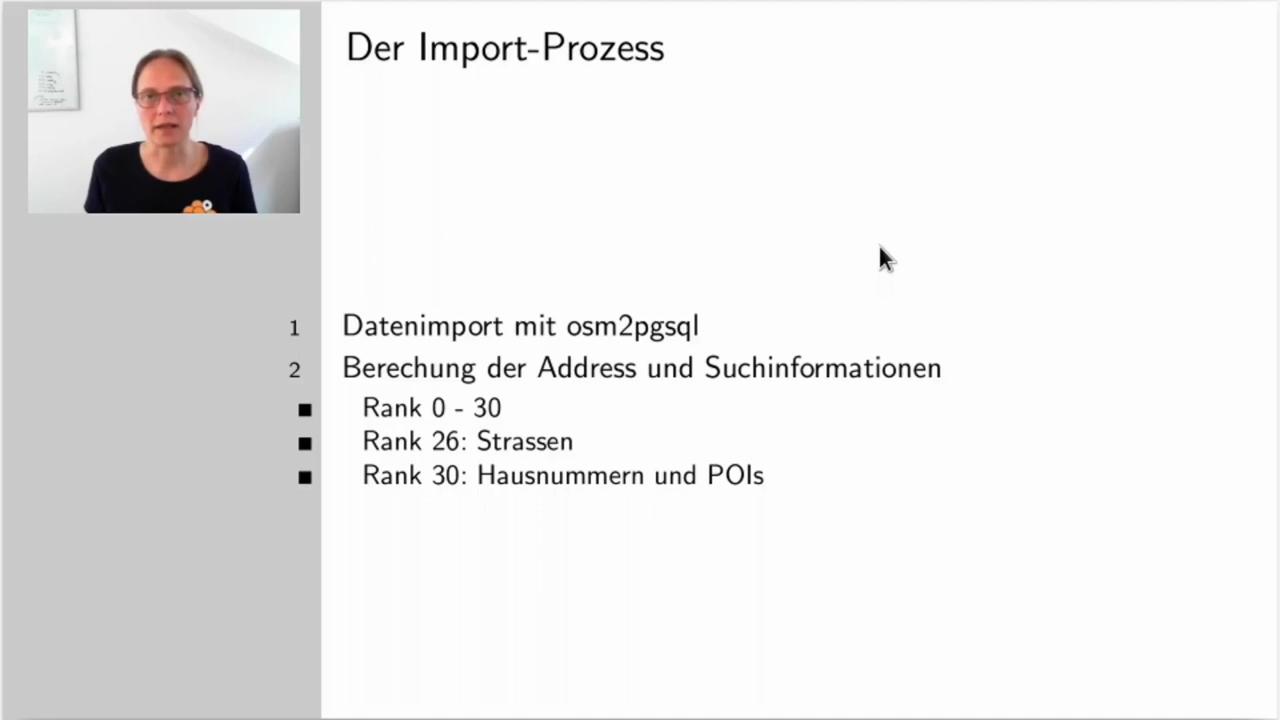 Der Import-Prozess
1 Datenimport mit osm2pgsql
2 Berechung der Address und Suchinformationen
■ Rank 0 - 30
■ Rank 26: Strassen
■ Rank 30: Hausnummern und POIs